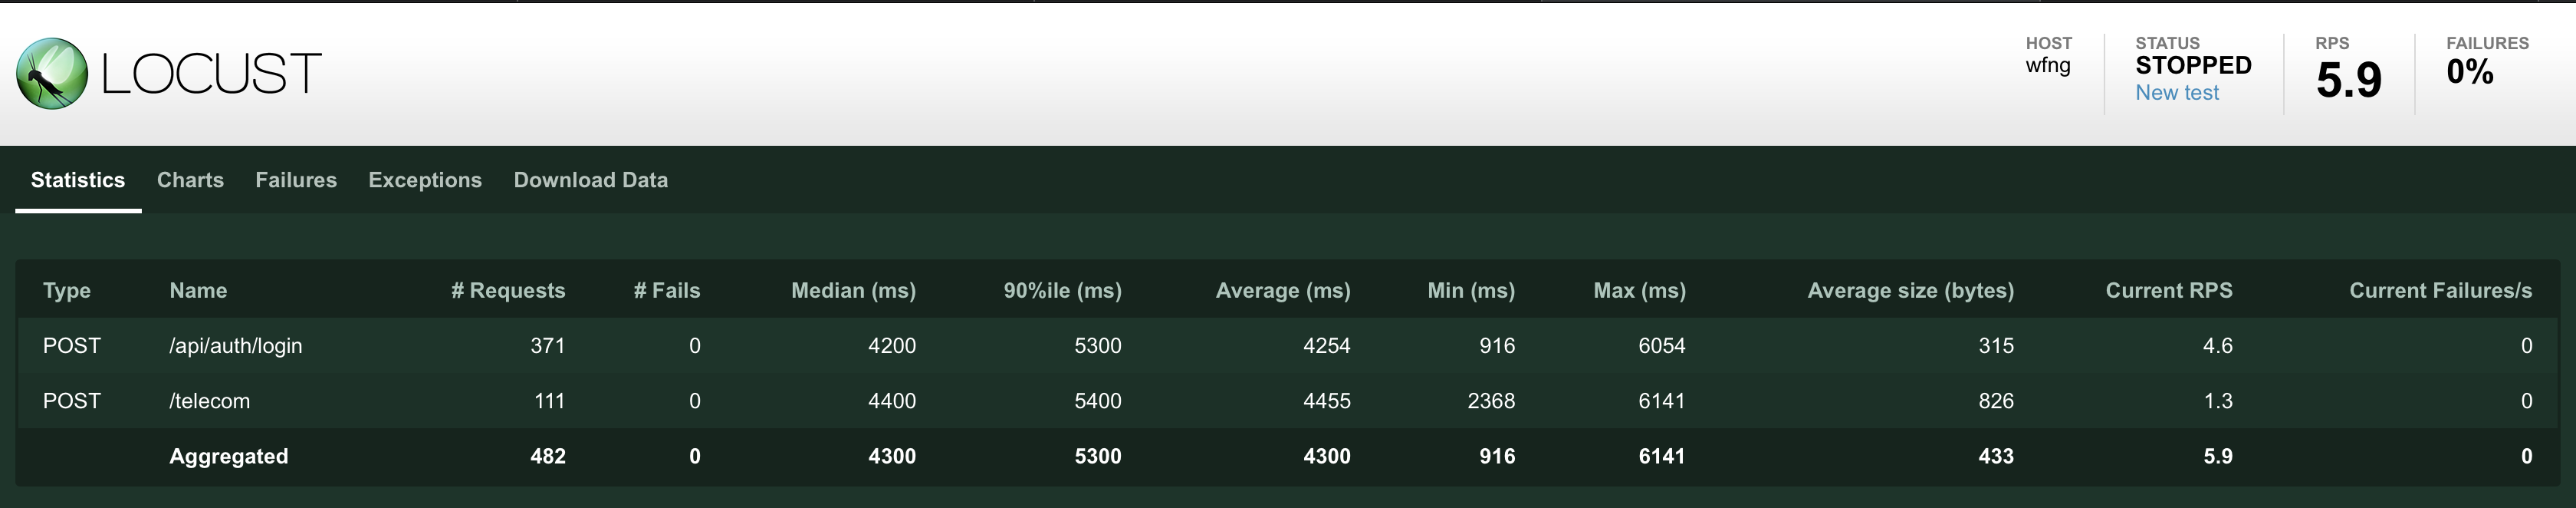 LOCUST
HOST
wfng
STATUS
STOPPED
New test
RPS
5.9
FAILURES
0%
Statistics Charts Failures Exceptions Download Data
Type Name # Requests # Fails Median (ms) 90%ile (ms) Average (ms) Min (ms) Max (ms) Average size (bytes) Current RPS Current Failures/s
POST /api/auth/login 371 0 4200 5300 4254 916 6054 315 4.6 0
POST /telecom 111 0 4400 5400 4455 2368 6141 826 1.3 0
Aggregated 482 0 4300 5300 4300 916 6141 433 5.9 0